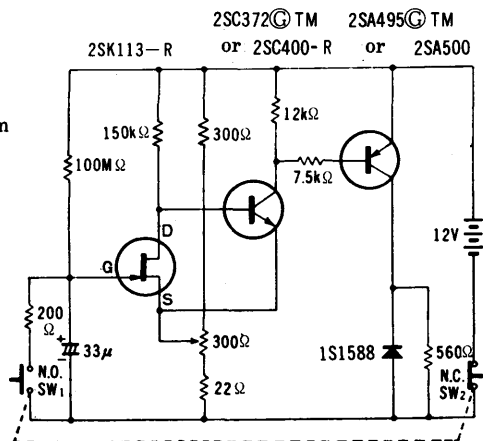 2SC372Ⓖ TM 2SA495Ⓖ TM
2SK113-R or 2SC400-R or 2SA500
m
150kΩ
300Ω
12kΩ
100MΩ
7.5kΩ
12V
D
G
S
200
Ω
+
33μ
−
300Ω
1S1588
560Ω
N.O.
SW₁
22Ω
N.C.
SW₂